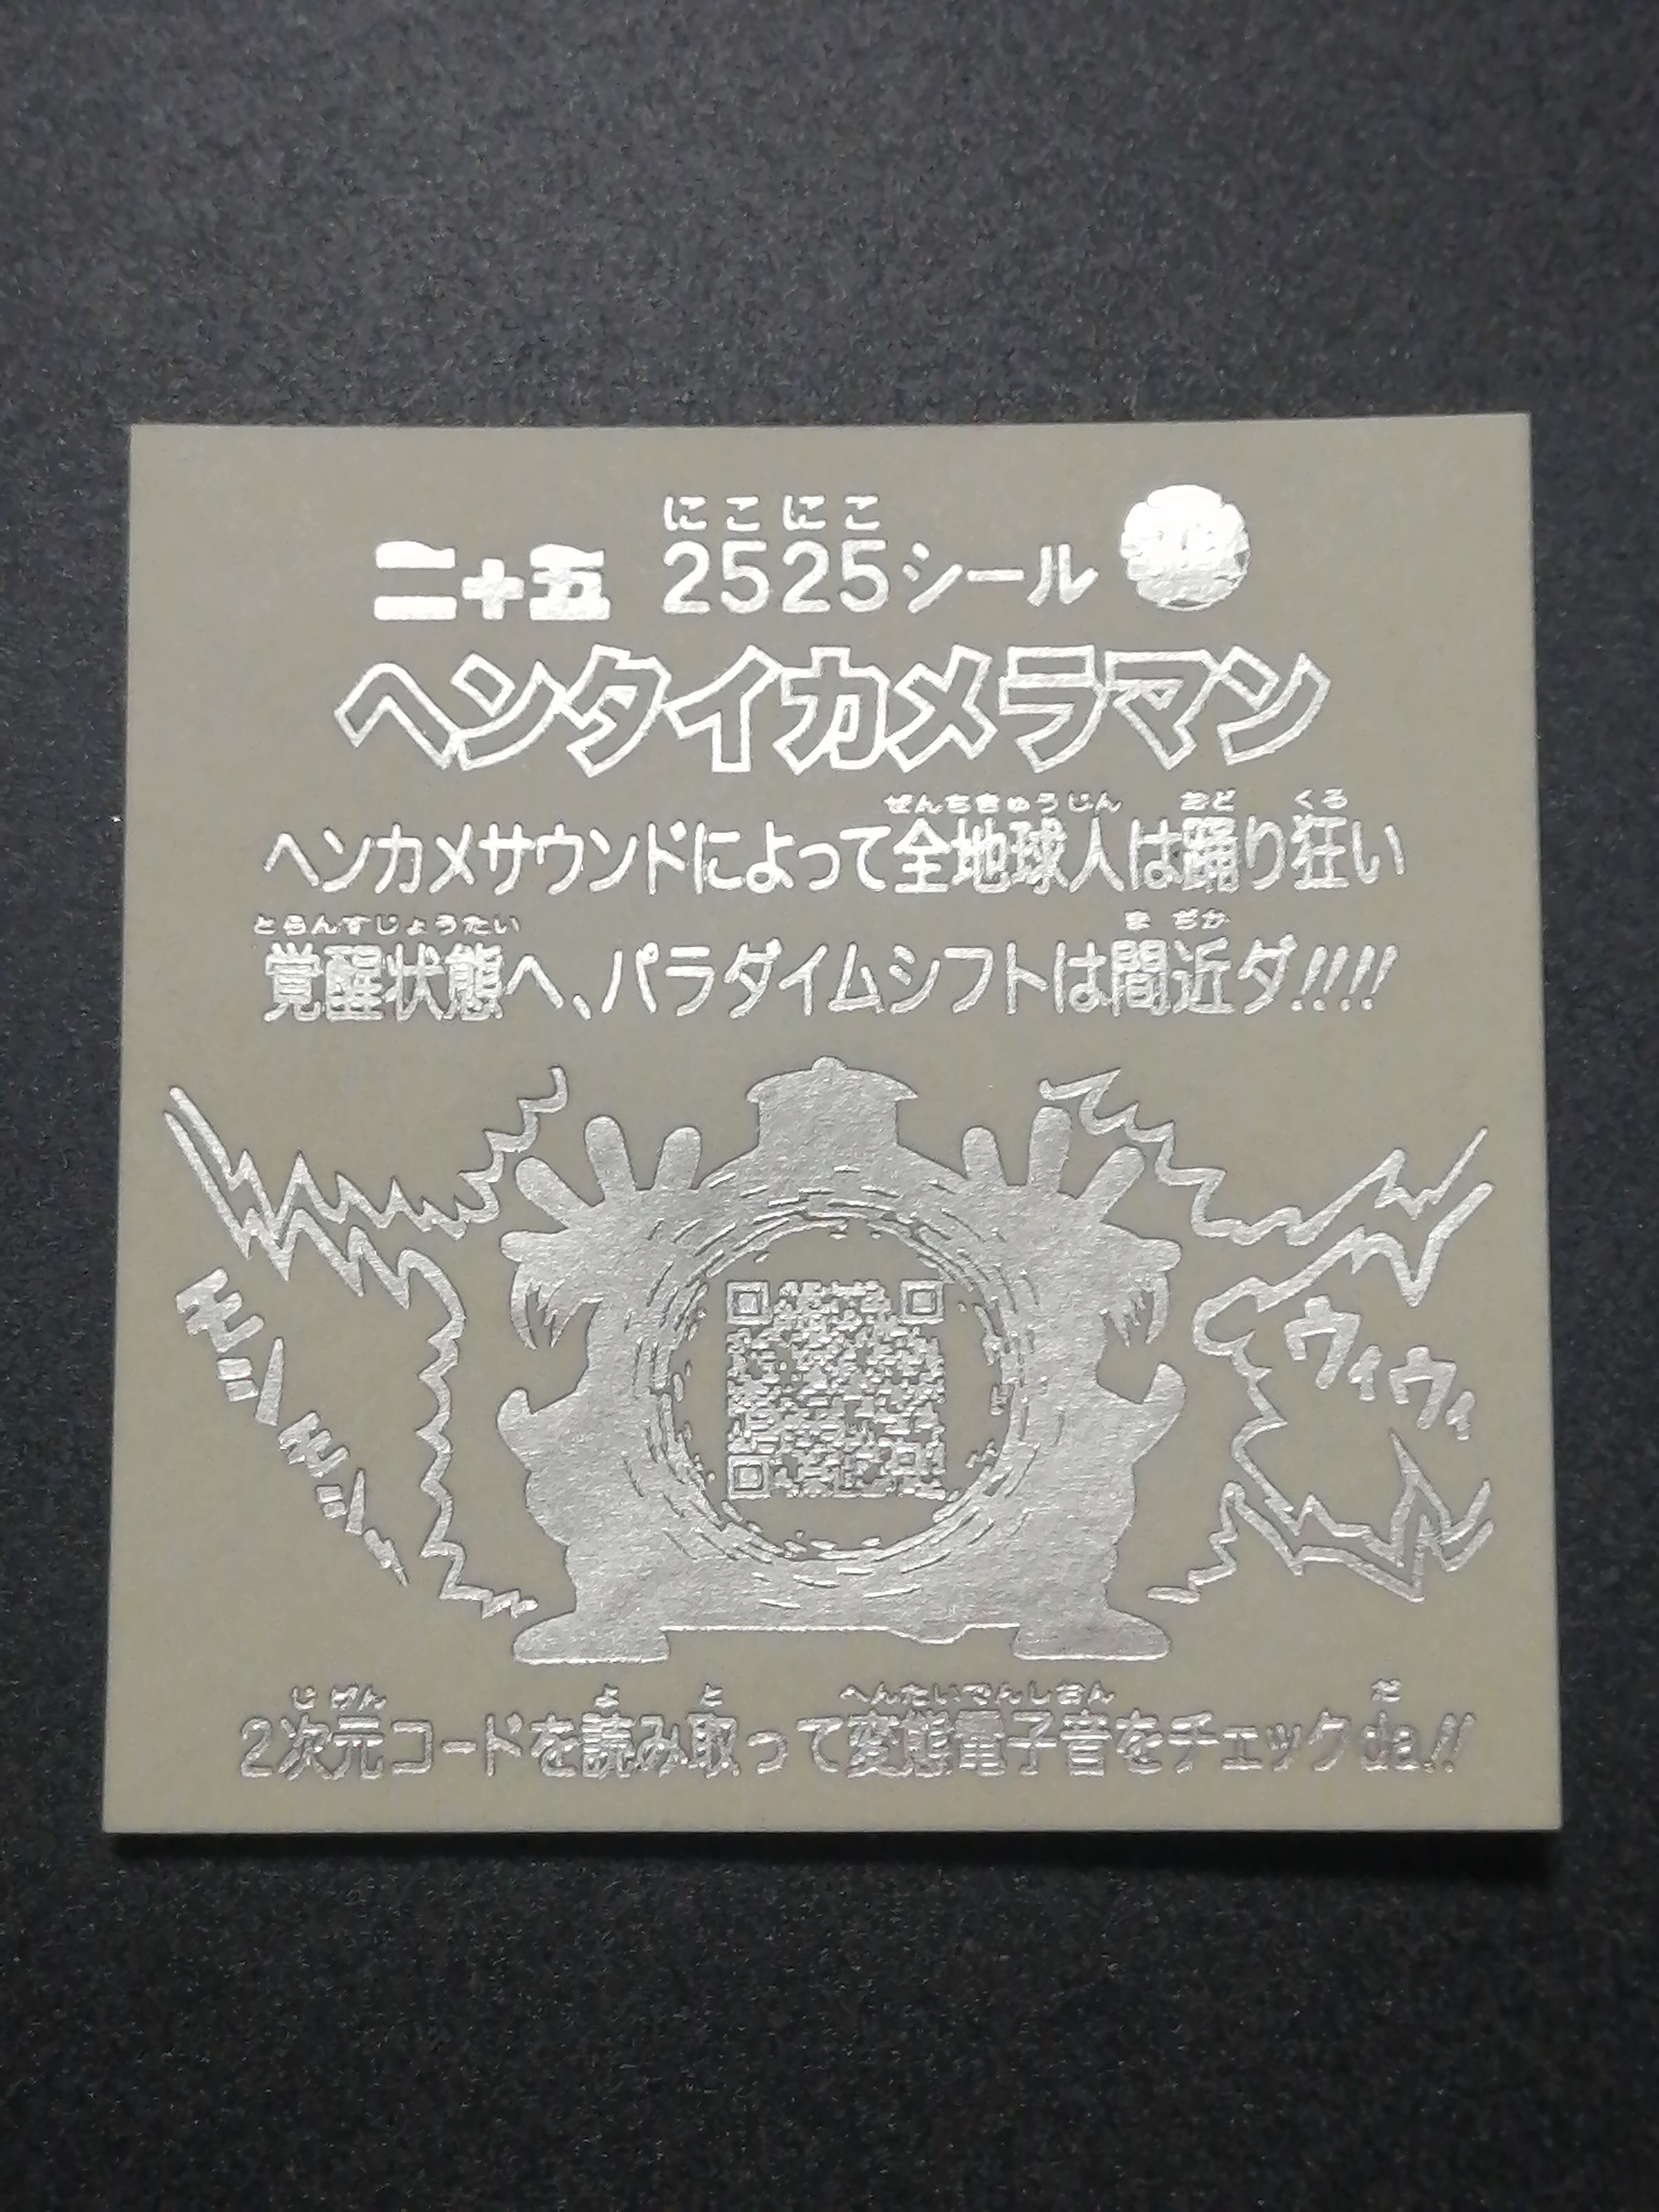 にこにこ
二十五 2525シール
ヘンタイカメラマン
ぜんちきゅうじん おど くる
ヘンカメサウンドによって全地球人は踊り狂い
とらんすじょうたい ま ぢか
覚醒状態へ、パラダイムシフトは間近ダ!!!!
モンモン
ウィウィ
じ げん よ と へんたいでんしおん だ
2次元コードを読み取って変態電子音をチェックda!!